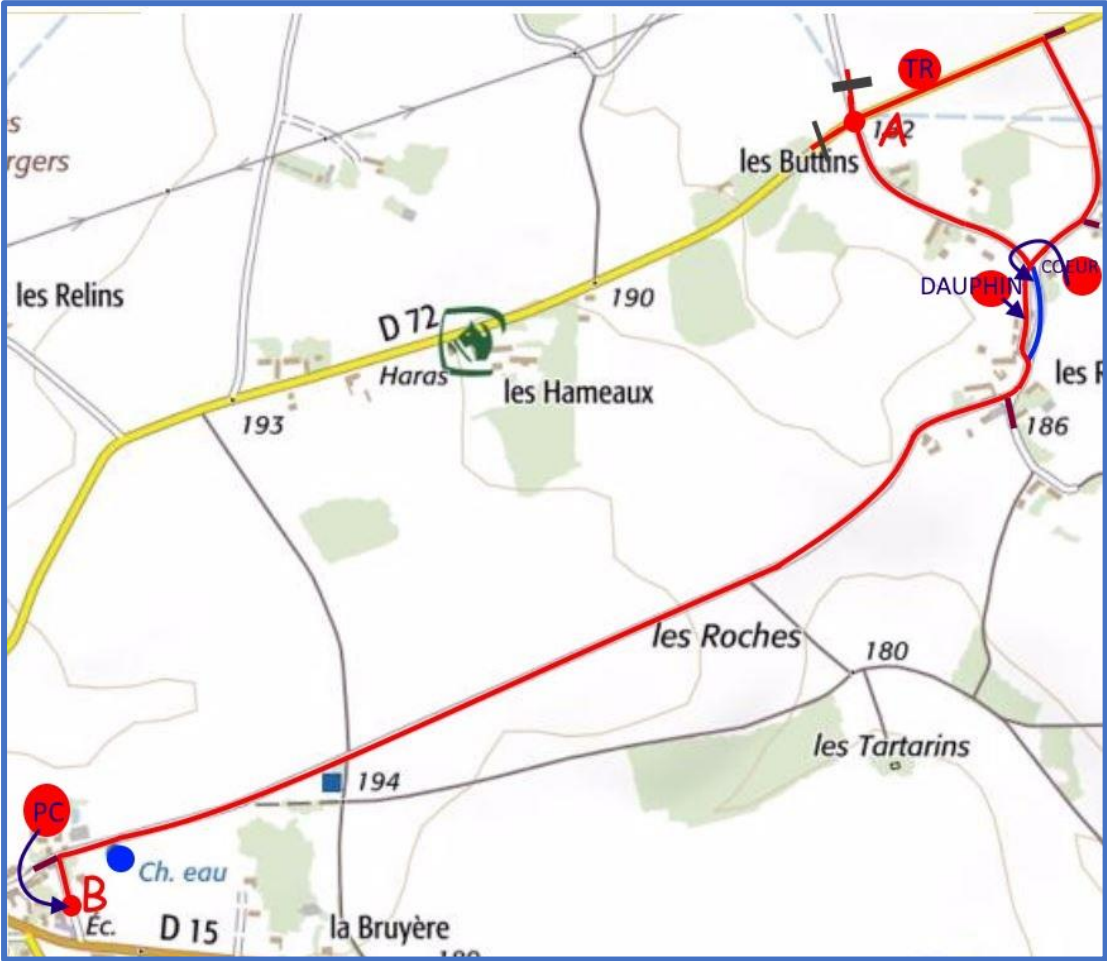 TR
A
s
rgers
les Buttins
les Relins
190
COEUR
DAUPHIN
D 72
Haras
les Hameaux
193
186
les Roches
180
les Tartarins
194
PC
Ch. eau
B
Éc.
D 15
la Bruyère